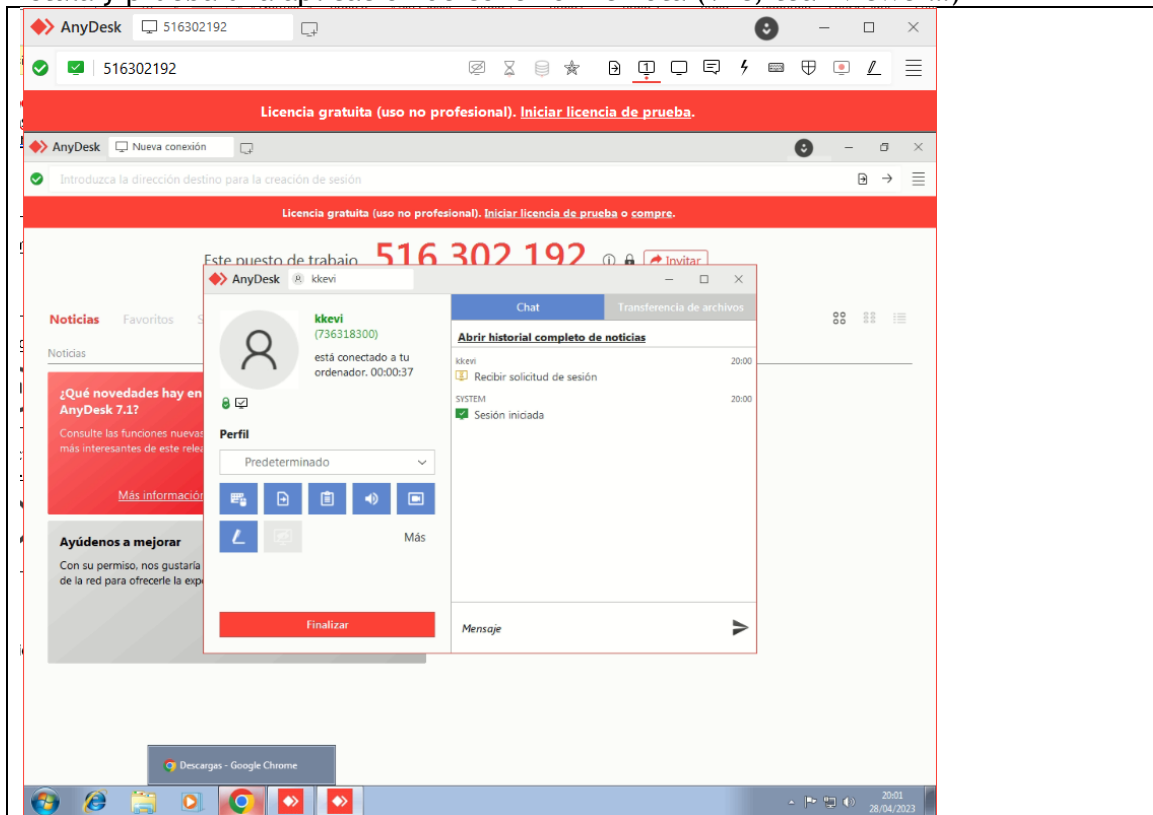 AnyDesk 516302192
516302192
Licencia gratuita (uso no profesional). Iniciar licencia de prueba.
AnyDesk Nueva conexión
Introduzca la dirección destino para la creación de sesión
Licencia gratuita (uso no profesional). Iniciar licencia de prueba o compre.
Este puesto de trabajo 516 302 192 Invitar
Noticias Favoritos
Noticias
¿Qué novedades hay en
AnyDesk 7.1?
Consulte las funciones nuevas
más interesantes de este
Más información
Ayúdenos a mejorar
Con su permiso, nos gustaría
de la red para ofrecerle la
AnyDesk kkevi
kkevi
(736318300)
está conectado a tu
ordenador. 00:00:37
Perfil
Predeterminado
Más
Finalizar
Chat Transferencia de archivos
Abrir historial completo de noticias
kkevi 20:00
Recibir solicitud de sesión
SYSTEM 20:00
Sesión iniciada
Mensaje
Descargas - Google Chrome
20:01
28/04/2023